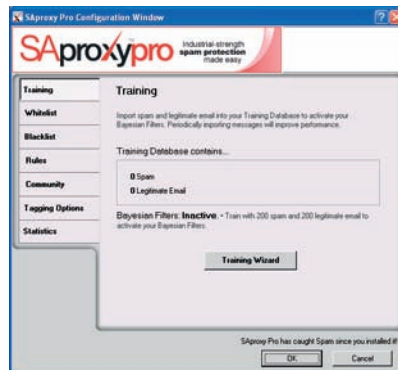 SAproxy Pro Configuration Window
SAproxypro
Industrial-strength
spam protection
made easy
Training
Whitelist
Blacklist
Rules
Community
Tagging Options
Statistics
Training
Import spam and legitimate email into your Training Database to activate your
Bayesian Filters. Periodically importing messages will improve performance.
Training Database contains...
0 Spam
0 Legitimate Email
Bayesian Filters: Inactive. - Train with 200 spam and 200 legitimate email to
activate your Bayesian Filters.
Training Wizard
SAproxy Pro has caught Spam since you installed it!
OK
Cancel